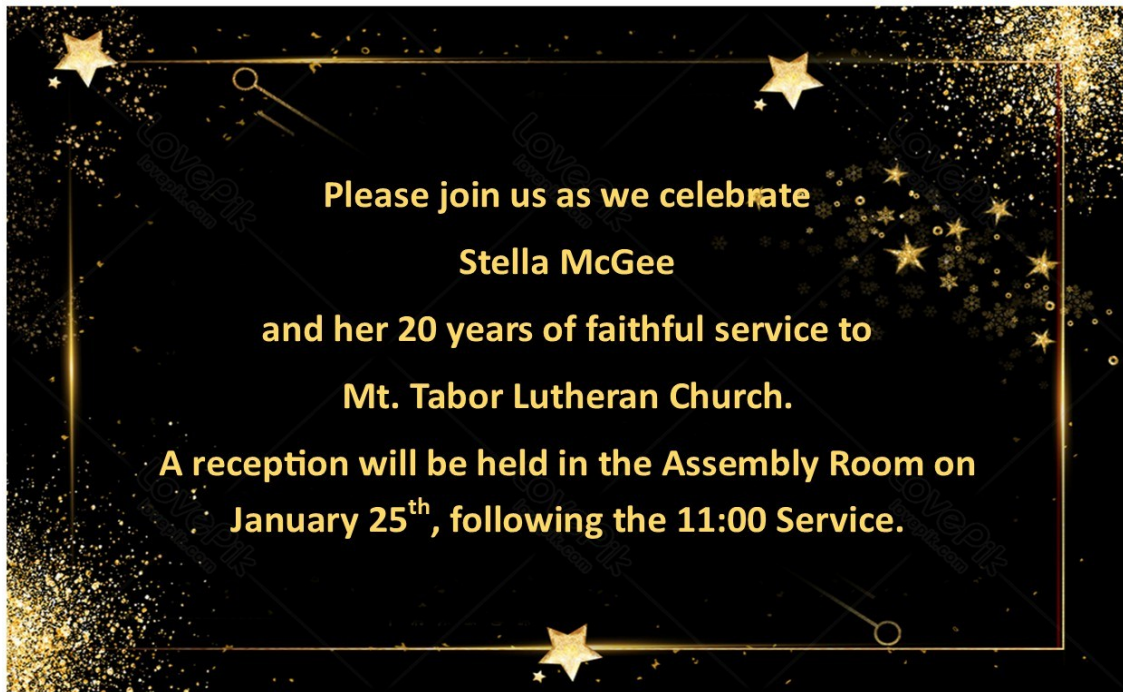 Please join us as we celebrate
Stella McGee
and her 20 years of faithful service to
Mt. Tabor Lutheran Church.
A reception will be held in the Assembly Room on
January 25th, following the 11:00 Service.